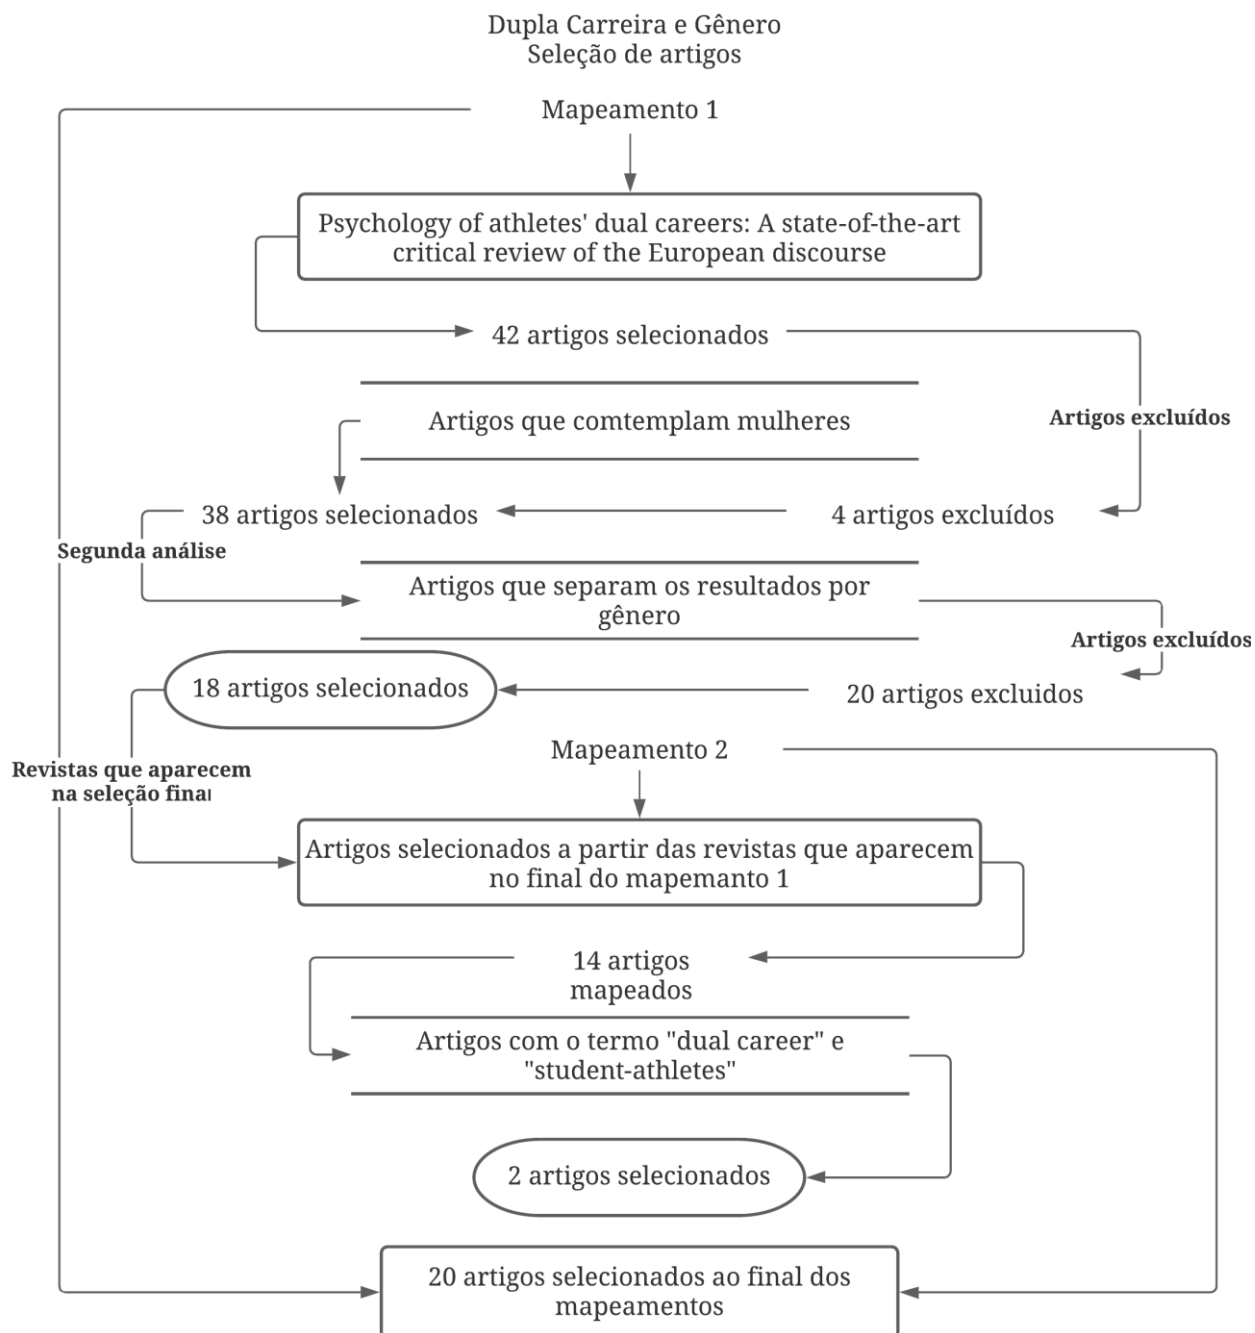 Dupla Carreira e Gênero
Seleção de artigos
Mapeamento 1
Psychology of athletes' dual careers: A state-of-the-art
critical review of the European discourse
42 artigos selecionados
Artigos que comtemplam mulheres
Artigos excluídos
38 artigos selecionados
4 artigos excluídos
Segunda análise
Artigos que separam os resultados por
gênero
Artigos excluídos
18 artigos selecionados
20 artigos excluidos
Mapeamento 2
Revistas que aparecem
na seleção final
Artigos selecionados a partir das revistas que aparecem
no final do mapemanto 1
14 artigos
mapeados
Artigos com o termo "dual career" e
"student-athletes"
2 artigos selecionados
20 artigos selecionados ao final dos
mapeamentos